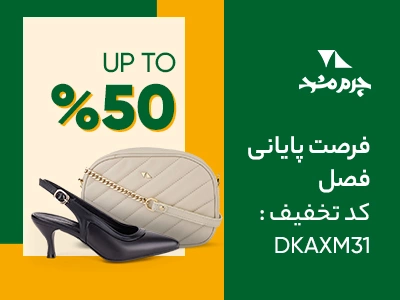 UP TO
%50
چرم مشهد
فرصت پایانی
فصل
کد تخفیف :
DKAXM31